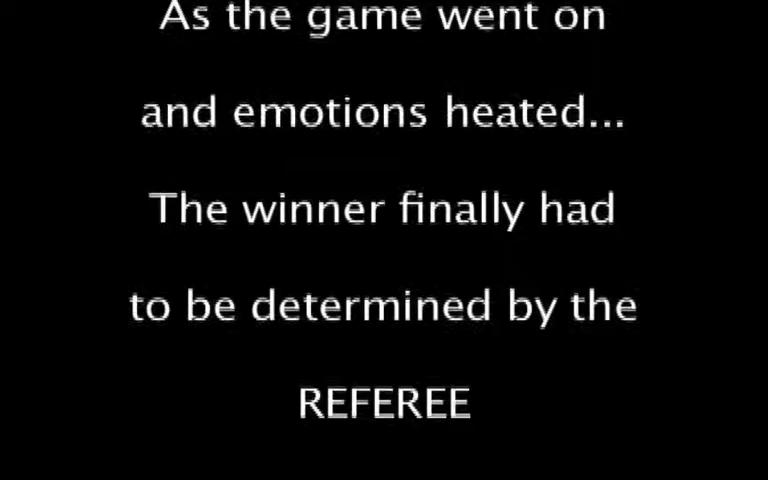 As the game went on
and emotions heated...
The winner finally had
to be determined by the
REFEREE